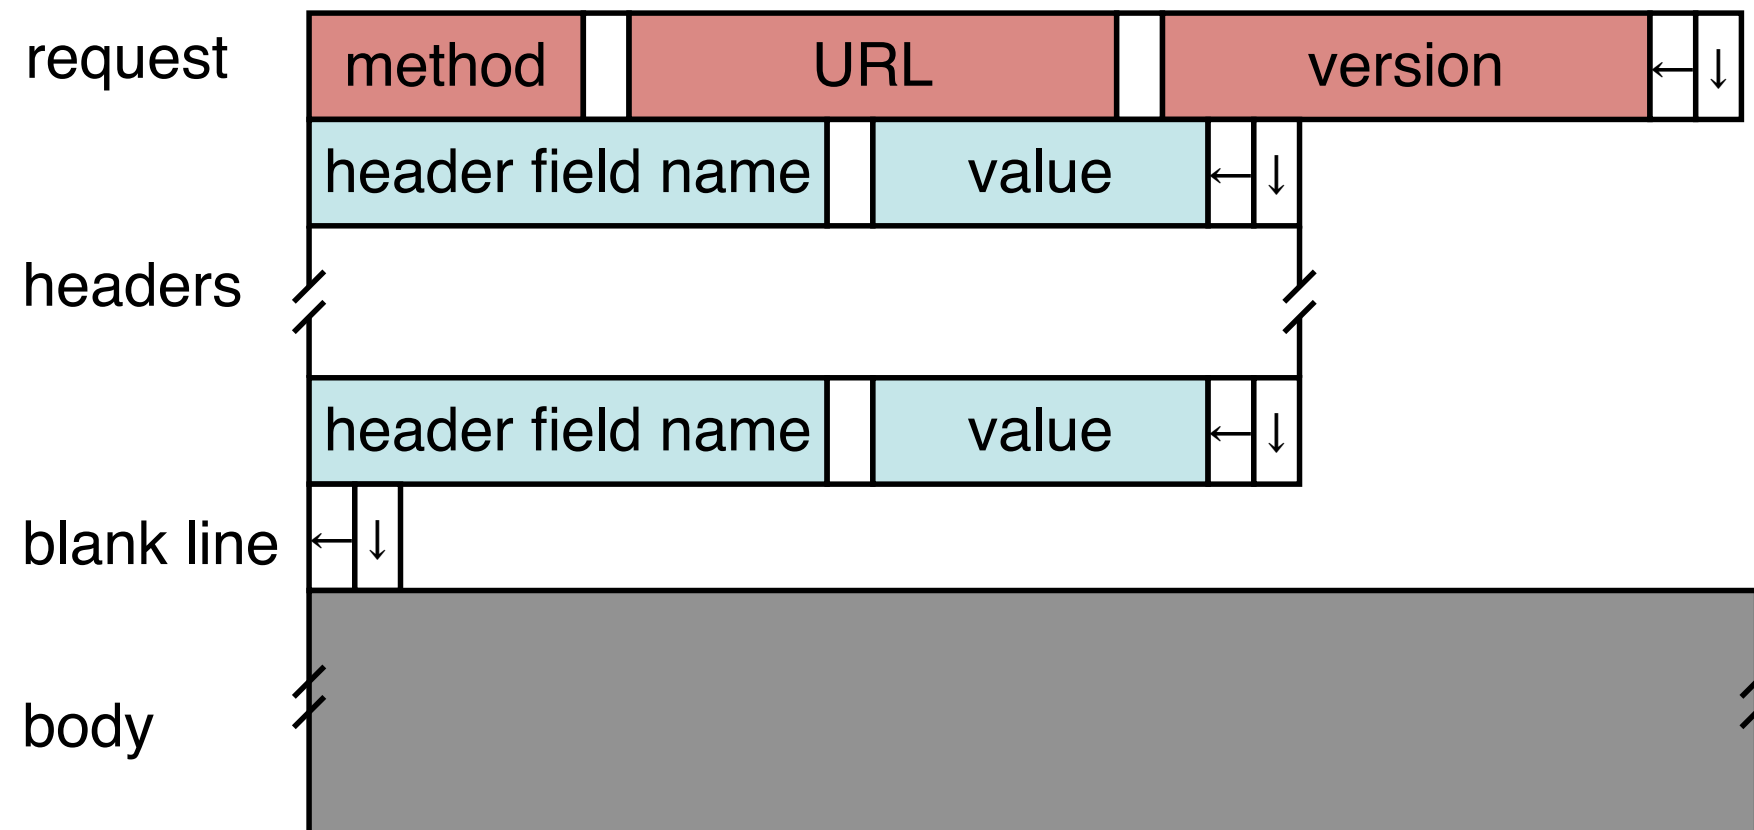 request method URL version ← ↓
header field name value ← ↓
headers
header field name value ← ↓
blank line ← ↓
body